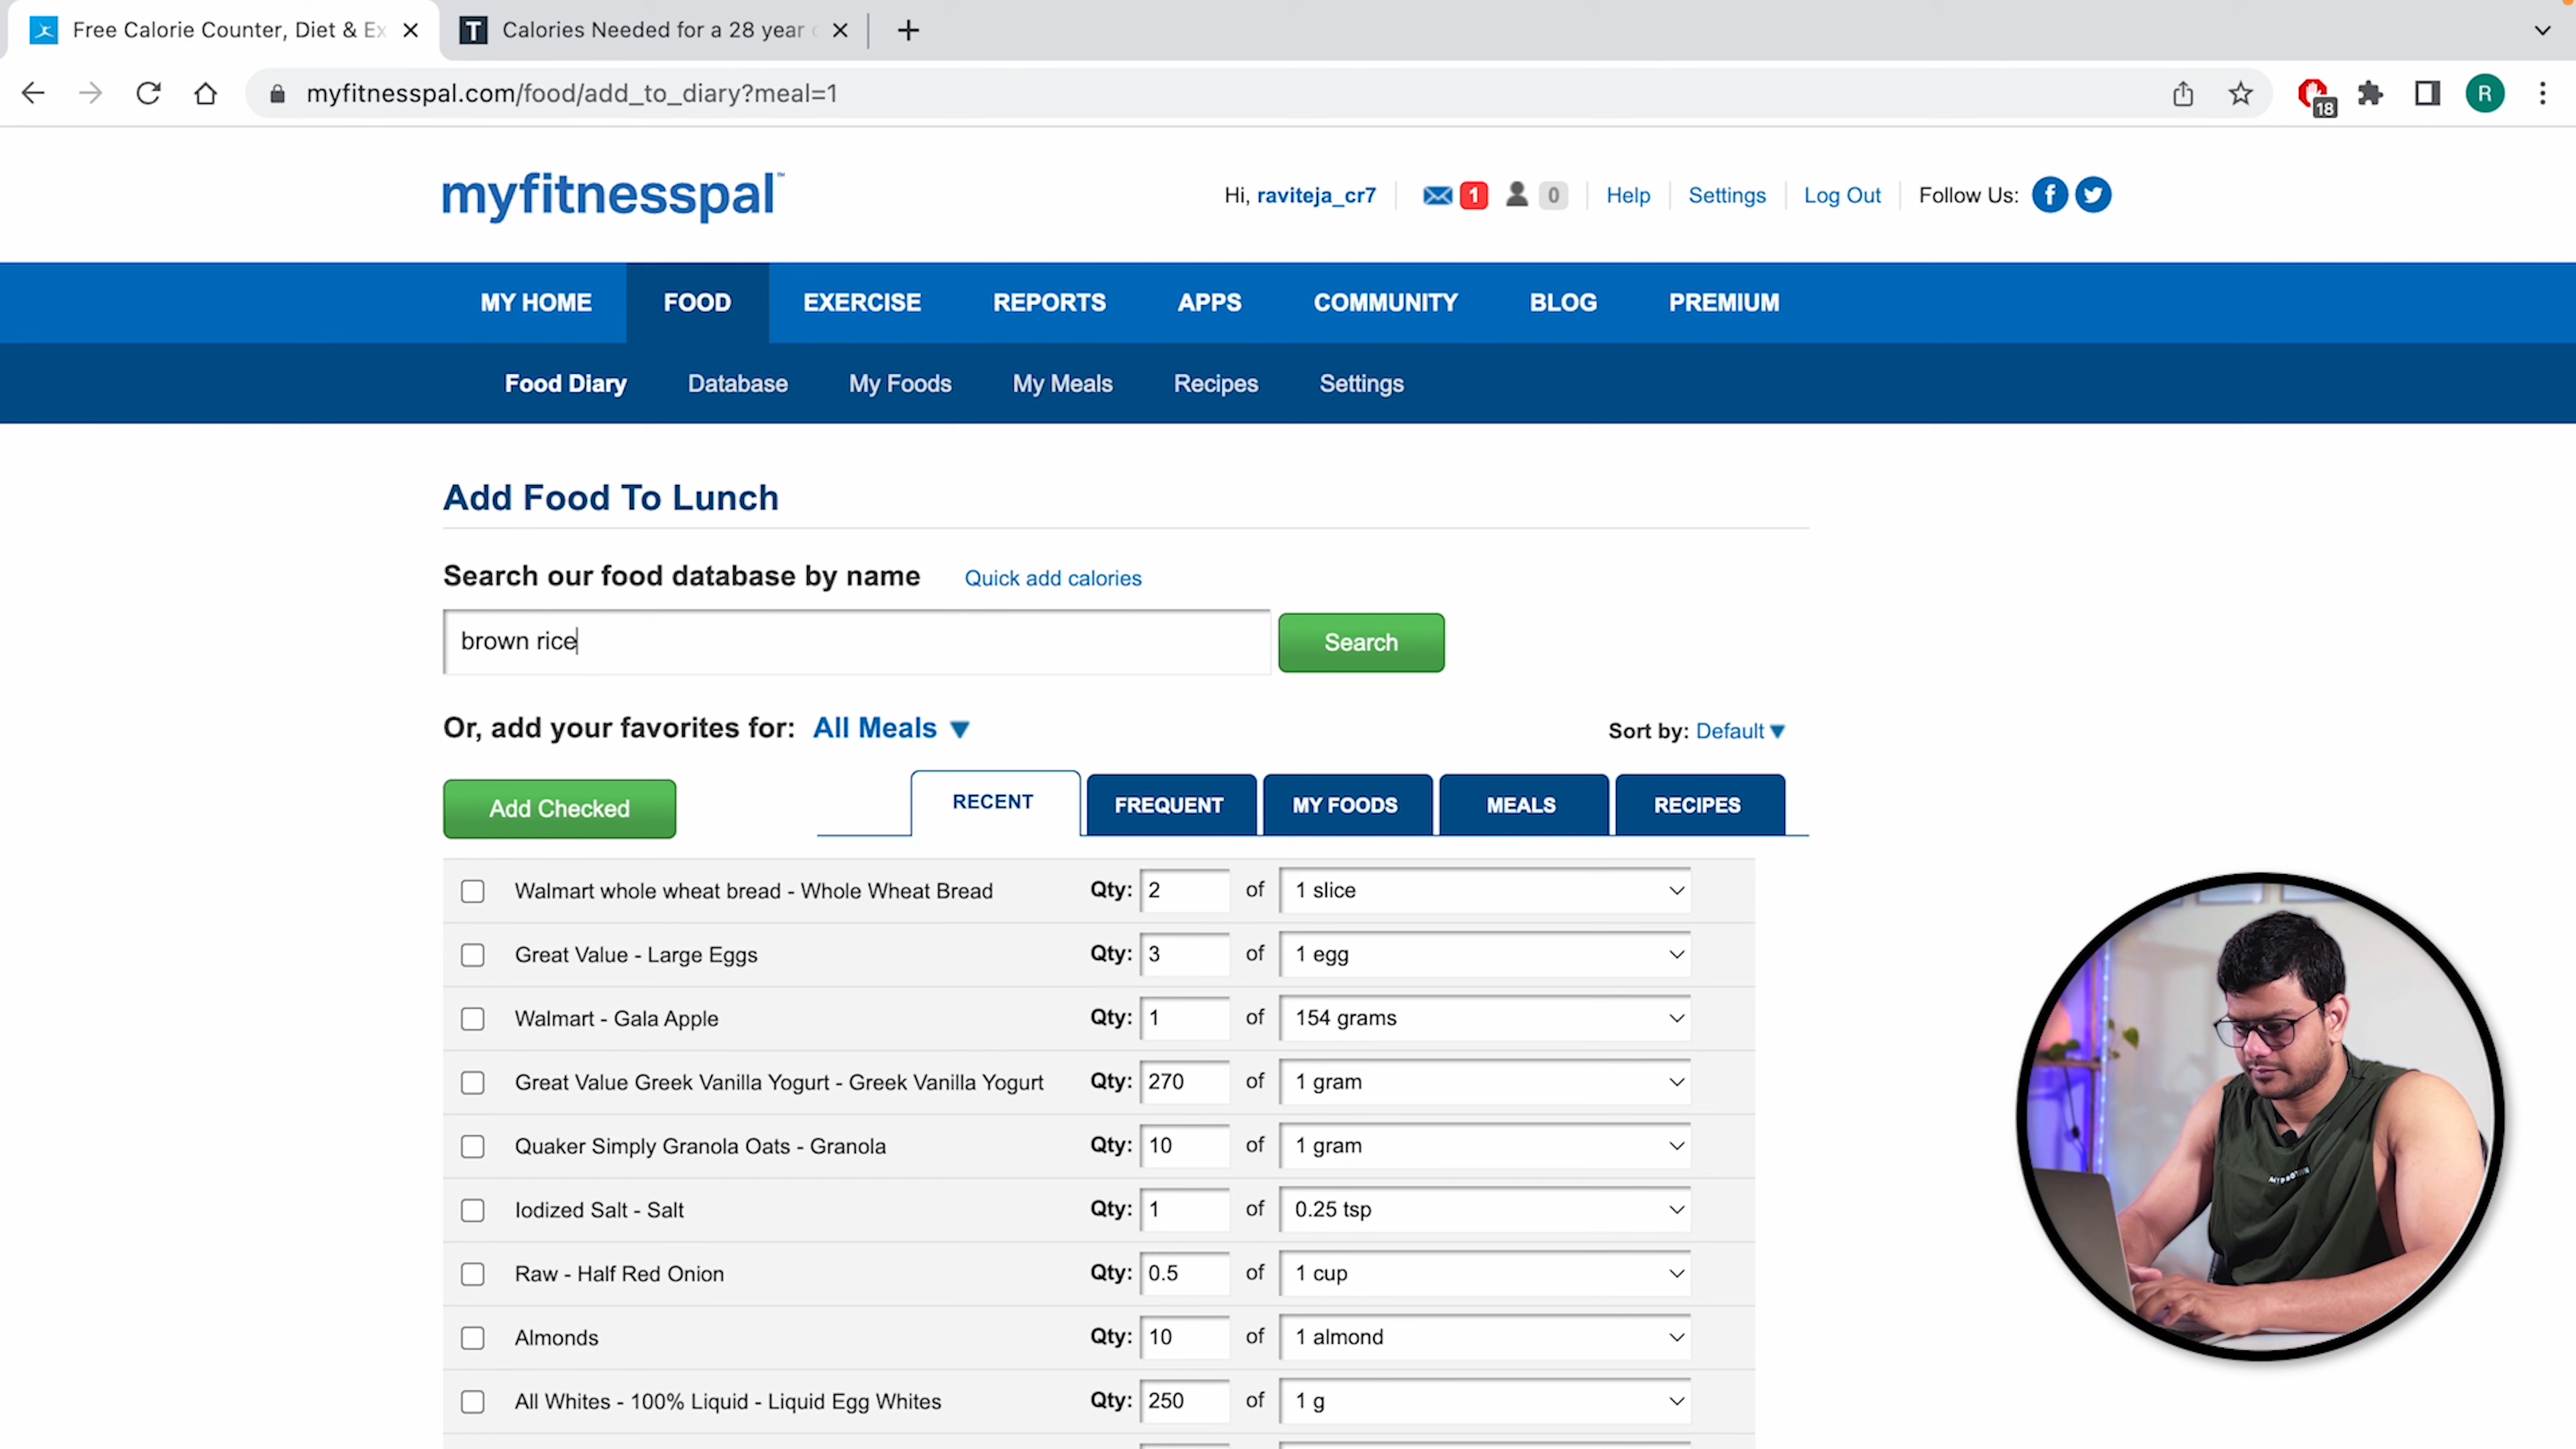 Free Calorie Counter, Diet & Ex
Calories Needed for a 28 year o
myfitnesspal.com/food/add_to_diary?meal=1
18
R
myfitnesspal™
Hi, raviteja_cr7
1
0
Help
Settings
Log Out
Follow Us:
MY HOME
FOOD
EXERCISE
REPORTS
APPS
COMMUNITY
BLOG
PREMIUM
Food Diary
Database
My Foods
My Meals
Recipes
Settings
Add Food To Lunch
Search our food database by name
Quick add calories
brown rice
Search
Or, add your favorites for: All Meals
Sort by: Default
Add Checked
RECENT
FREQUENT
MY FOODS
MEALS
RECIPES
Walmart whole wheat bread - Whole Wheat Bread Qty: 2 of 1 slice
Great Value - Large Eggs Qty: 3 of 1 egg
Walmart - Gala Apple Qty: 1 of 154 grams
Great Value Greek Vanilla Yogurt - Greek Vanilla Yogurt Qty: 270 of 1 gram
Quaker Simply Granola Oats - Granola Qty: 10 of 1 gram
Iodized Salt - Salt Qty: 1 of 0.25 tsp
Raw - Half Red Onion Qty: 0.5 of 1 cup
Almonds Qty: 10 of 1 almond
All Whites - 100% Liquid - Liquid Egg Whites Qty: 250 of 1 g
MYPROTEIN